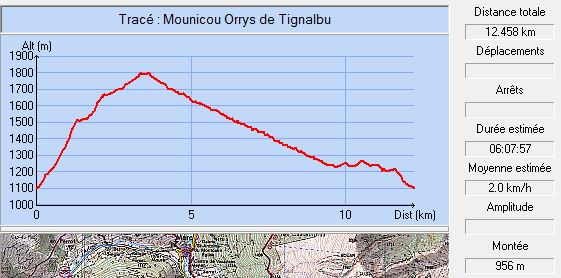 Tracé : Mounicou Orrys de Tignalbu
Alt (m)
1900
1800
1700
1600
1500
1400
1300
1200
1100
1000
0
5
10
Dist (km)
Distance totale
12.458 km
Déplacements
Arrêts
Durée estimée
06:07:57
Moyenne estimée
2.0 km/h
Amplitude
Montée
956 m